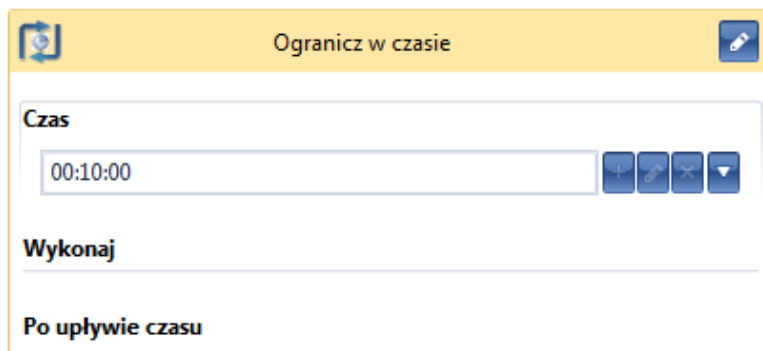 Ogranicz w czasie
Czas
00:10:00
Wykonaj
Po upływie czasu